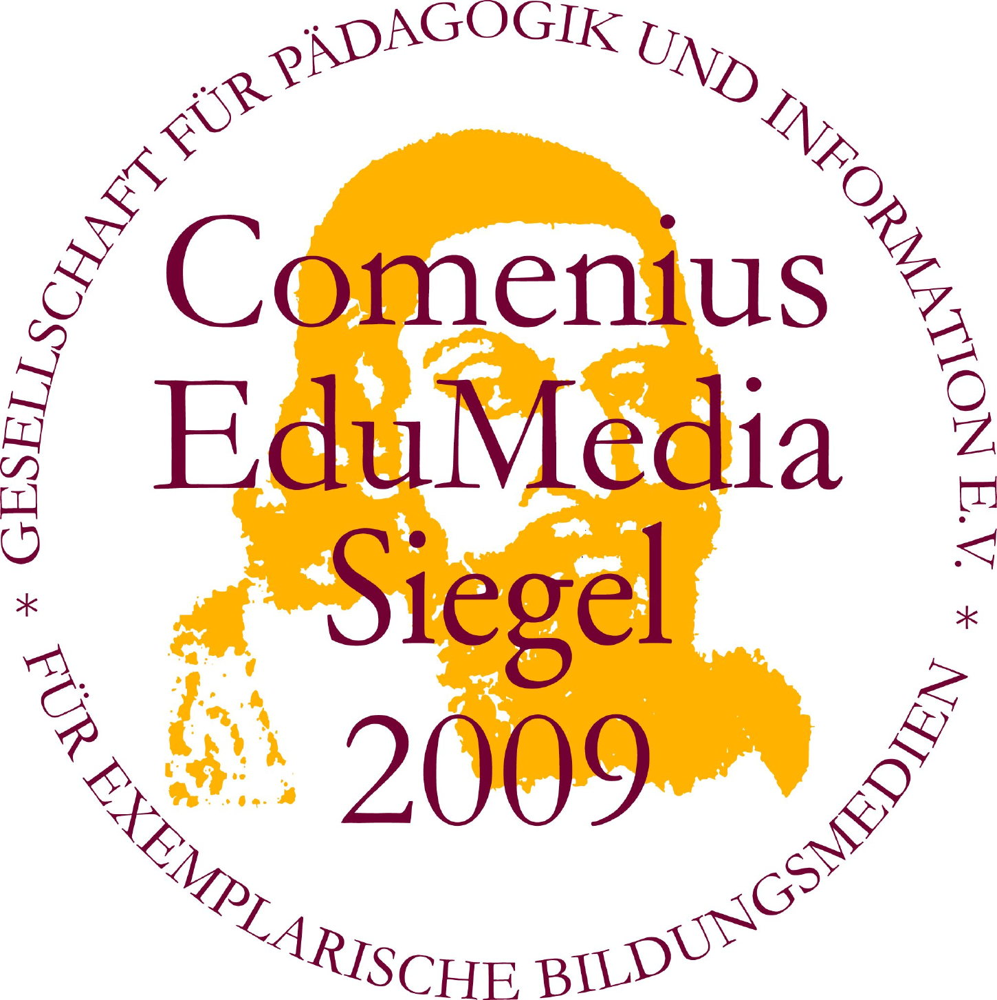 GESELLSCHAFT FÜR PÄDAGOGIK UND INFORMATION E.V.
Comenius
EduMedia
Siegel
2009
* FÜR EXEMPLARISCHE BILDUNGSMEDIEN *